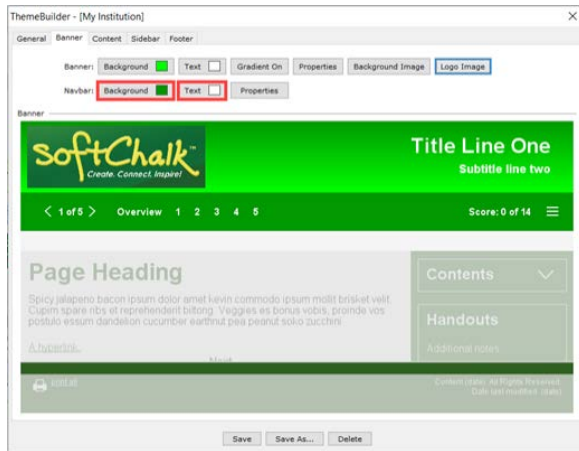 ThemeBuilder - [My Institution]
General Banner Content Sidebar Footer
Banner: Background Text Gradient On Properties Background Image Logo Image
Navbar: Background Text Properties
Banner
SoftChalk™
Create. Connect. Inspire!
Title Line One
Subtitle line two
< 1 of 5 > Overview 1 2 3 4 5 Score: 0 of 14
Page Heading
Spicy jalapeno bacon ipsum dolor amet kevin commodo ipsum mollit brisket velit.
Cupim spare ribs et reprehenderit biltong. Veggies es bonus vobis, proinde vos
postulo essum dandelion cucumber earthnut pea peanut soko zucchini.
A hyperlink.
Next
Contents
Handouts
Additional notes
print all
Content (date). All Rights Reserved.
Date last modified: (date)
Save Save As... Delete